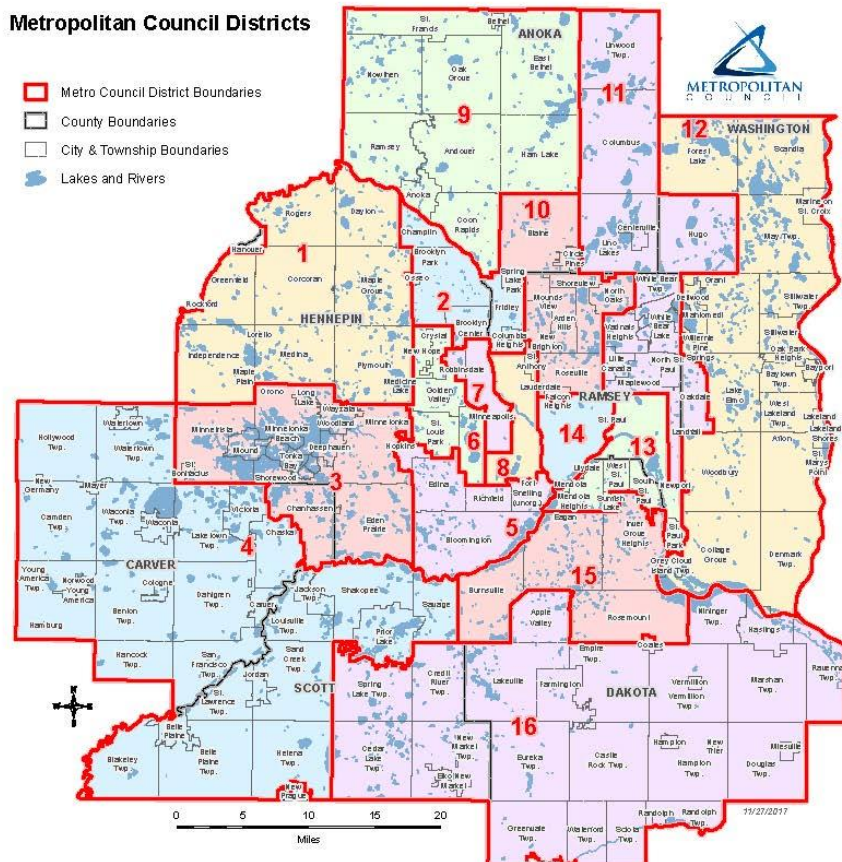 Metropolitan Council Districts
Metro Council District Boundaries
County Boundaries
City & Township Boundaries
Lakes and Rivers
METROPOLITAN
COUNCIL
St.
Francis
Bethel
ANOKA
East
Bethel
Linwood
Twp.
Nowthen
Oak
Grove
9
11
12
WASHINGTON
Forest
Lake
Scandia
Ramsey
Andover
Ham Lake
Columbus
Anoka
Marine on
St. Croix
Rogers
Dayton
Champlin
Coon
Rapids
10
Blaine
Centerville
Lino
Lakes
Hugo
May Twp.
Hanover
1
Brooklyn
Park
Circle
Pines
Greenfield
Corcoran
Maple
Grove
Osseo
2
Spring
Lake
Park
Fridley
Shoreview
North
Oaks
White Bear
Twp.
Grant
Dellwood
Mahtomedi
Stillwater
Twp.
Rockford
HENNEPIN
Mounds
View
Arden
Hills
New
Brighton
Vadnais
Heights
White
Bear
Lake
Willernie
Pine
Springs
Stillwater
Loretto
Brooklyn
Center
Columbia
Heights
Crystal
New Hope
Oak Park
Heights
Independence
Medina
Plymouth
Robbinsdale
St.
Anthony
Roseville
Little
Canada
North St.
Paul
Maplewood
Baytown
Twp.
Bayport
Maple
Plain
Medicine
Lake
Golden
Valley
7
Lauderdale
Falcon
Heights
RAMSEY
Oakdale
Lake
Elmo
West
Lakeland
Twp.
Orono
Long
Lake
Wayzata
Woodland
Minnetonka
St.
Louis
Park
Minneapolis
St.
Paul
14
13
Landfall
Afton
Lakeland
Lakeland
Shores
St.
Marys
Point
Hollywood
Twp.
Watertown
Watertown
Twp.
Minnetrista
Minnetonka
Beach
Mound
Tonka
Bay
Deephaven
Hopkins
6
8
Lilydale
West
St.
Paul
South
St.
Paul
Newport
Woodbury
St.
Bonifacius
Shorewood
3
Edina
Richfield
Fort
Snelling
(unorg.)
Mendota
Mendota
Heights
Sunfish
Lake
New
Germany
Mayer
Victoria
Chanhassen
Eden
Prairie
5
Bloomington
Eagan
Inver
Grove
Heights
St.
Paul
Park
Camden
Twp.
Waconia
Twp.
Waconia
Laketown
Twp.
4
Chaska
Grey Cloud
Island Twp.
Cottage
Grove
Denmark
Twp.
CARVER
Young
America
Twp.
Norwood
Young
America
Cologne
Dahlgren
Twp.
Carver
Jackson
Twp.
Shakopee
Savage
Burnsville
15
Rosemount
Apple
Valley
Nininger
Twp.
Hastings
Hamburg
Benton
Twp.
Louisville
Twp.
Prior
Lake
Coates
Hancock
Twp.
San
Francisco
Twp.
Sand
Creek
Twp.
Jordan
Credit
River
Twp.
Empire
Twp.
Ravenna
Twp.
St.
Lawrence
Twp.
SCOTT
Spring
Lake Twp.
Lakeville
Farmington
DAKOTA
Vermillion
Vermillion
Twp.
Marshan
Twp.
Belle
Plaine
Belle
Plaine
Twp.
Helena
Twp.
Cedar
Lake
Twp.
New
Market
Twp.
16
Eureka
Twp.
Castle
Rock Twp.
Hampton
New
Trier
Hampton
Twp.
Miesville
Douglas
Twp.
Blakeley
Twp.
New
Prague
Elko New
Market
Greenvale
Twp.
Waterford
Twp.
Sciota
Twp.
Randolph
Randolph
Twp.
11/27/2017
N
W
E
S
0 5 10 15 20
Miles